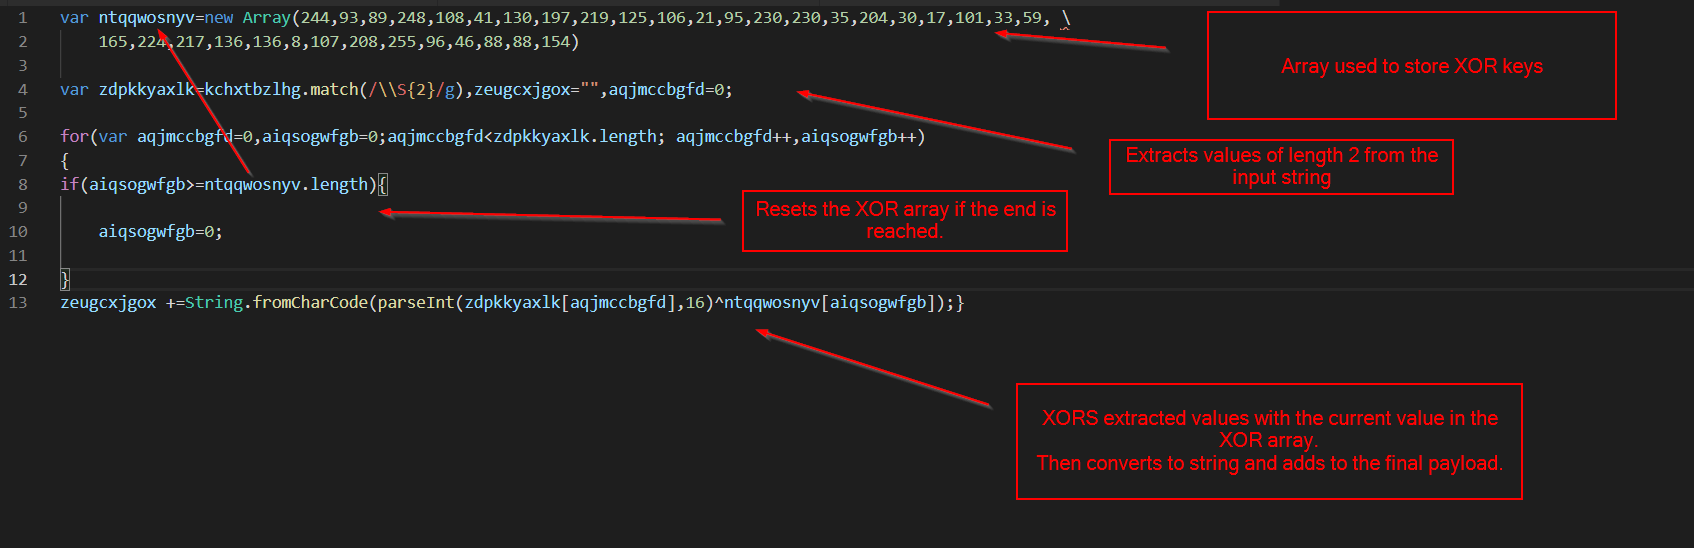 1 var ntqqwosnyv=new Array(244,93,89,248,108,41,130,197,219,125,106,21,95,230,230,35,204,30,17,101,33,59, \
2 165,224,217,136,136,8,107,208,255,96,46,88,88,154)
3
4 var zdpkkyaxlk=kchxtbzlhg.match(/\\S{2}/g),zeugcxjgox="",aqjmccbgfd=0;
5
6 for(var aqjmccbgfd=0,aiqsogwfgb=0;aqjmccbgfd<zdpkkyaxlk.length; aqjmccbgfd++,aiqsogwfgb++)
7 {
8 if(aiqsogwfgb>=ntqqwosnyv.length){
9
10 aiqsogwfgb=0;
11
12 }
13 zeugcxjgox +=String.fromCharCode(parseInt(zdpkkyaxlk[aqjmccbgfd],16)^ntqqwosnyv[aiqsogwfgb]);}
Array used to store XOR keys
Extracts values of length 2 from the
input string
Resets the XOR array if the end is
reached.
XORS extracted values with the current value in the
XOR array.
Then converts to string and adds to the final payload.